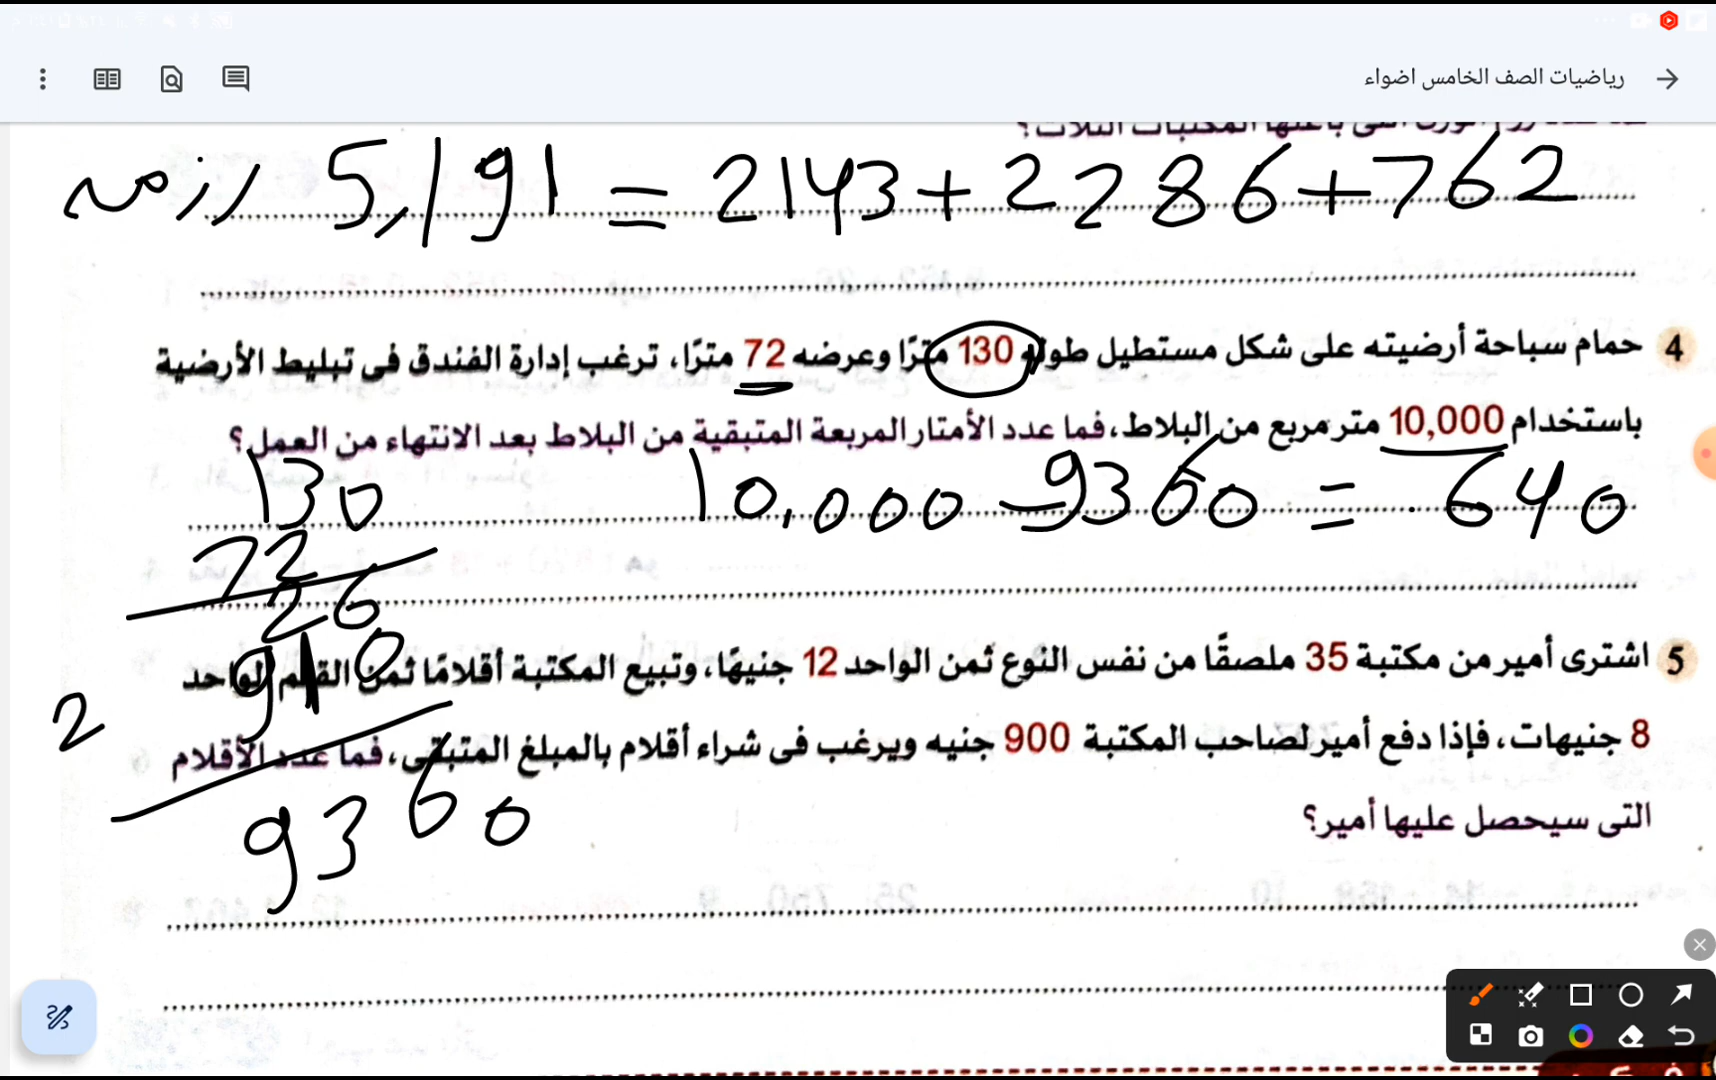 رياضيات الصف الخامس اضواء
رزمه 5,191 = 2143 + 2286 + 762
4 حمام سباحة أرضيته على شكل مستطيل طوله 130 مترًا وعرضه 72 مترًا، ترغب إدارة الفندق فى تبليط الأرضية
باستخدام 10,000 متر مربع من البلاط، فما عدد الأمتار المربعة المتبقية من البلاط بعد الانتهاء من العمل؟
10,000 - 9360 = 640
130
72
26
910
2
9360
5 اشترى أمير من مكتبة 35 ملصقًا من نفس النوع ثمن الواحد 12 جنيهًا، وتبيع المكتبة أقلامًا ثمن القلم الواحد
8 جنيهات، فإذا دفع أمير لصاحب المكتبة 900 جنيه ويرغب فى شراء أقلام بالمبلغ المتبقى، فما عدد الأقلام
التى سيحصل عليها أمير؟